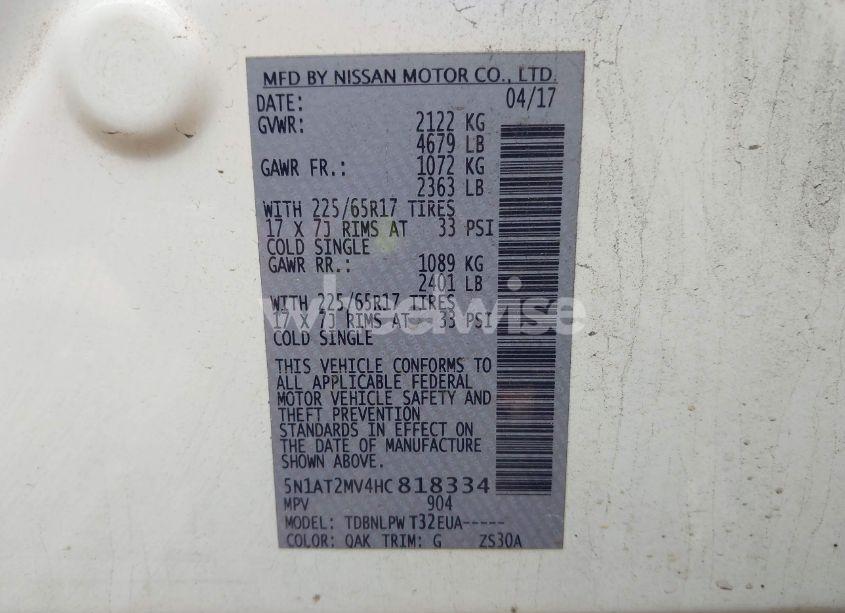 MFD BY NISSAN MOTOR CO., LTD.
DATE: 04/17
GVWR: 2122 KG
4679 LB
GAWR FR.: 1072 KG
2363 LB
WITH 225/65R17 TIRES
17 X 7J RIMS AT 33 PSI
COLD SINGLE
GAWR RR.: 1089 KG
2401 LB
WITH 225/65R17 TIRES
17 X 7J RIMS AT 33 PSI
COLD SINGLE
wheelwise
THIS VEHICLE CONFORMS TO
ALL APPLICABLE FEDERAL
MOTOR VEHICLE SAFETY AND
THEFT PREVENTION
STANDARDS IN EFFECT ON
THE DATE OF MANUFACTURE
SHOWN ABOVE.
5N1AT2MV4HC818334
MPV 904
MODEL: TDBNLPW T32EUA-----
COLOR: QAK TRIM: G ZS30A